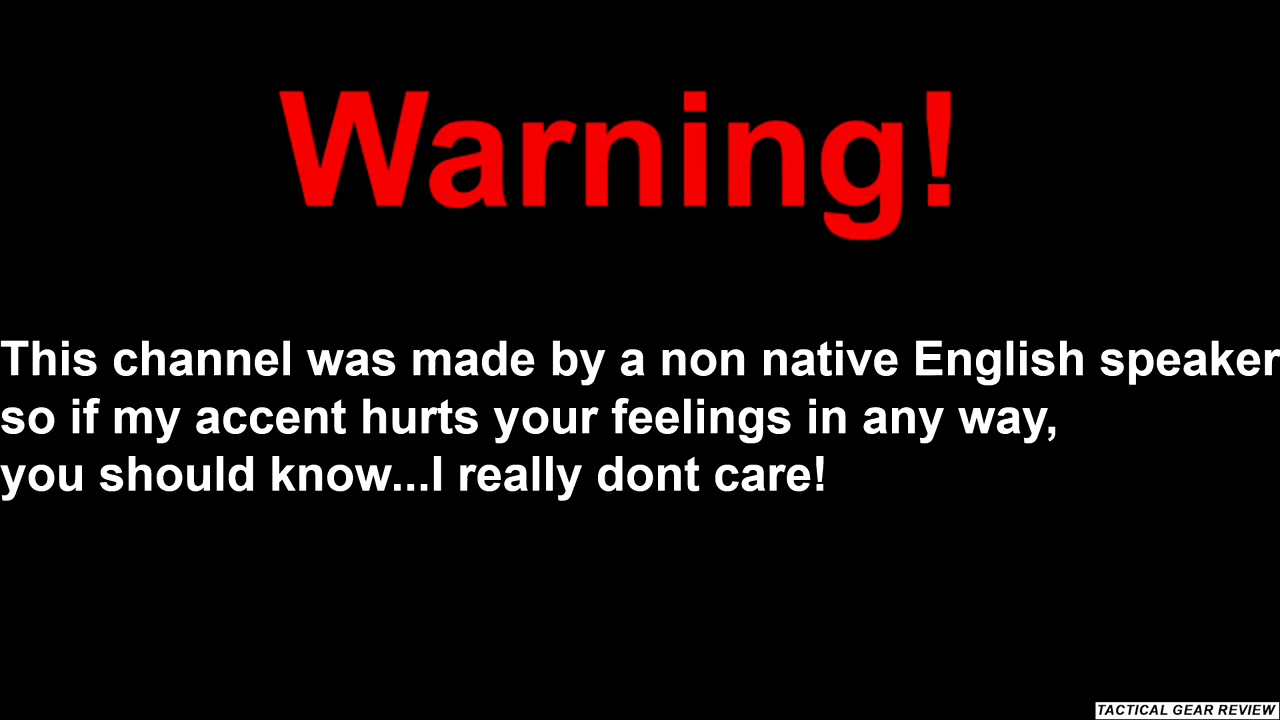 Warning!
This channel was made by a non native English speaker
so if my accent hurts your feelings in any way,
you should know...I really dont care!
TACTICAL GEAR REVIEW